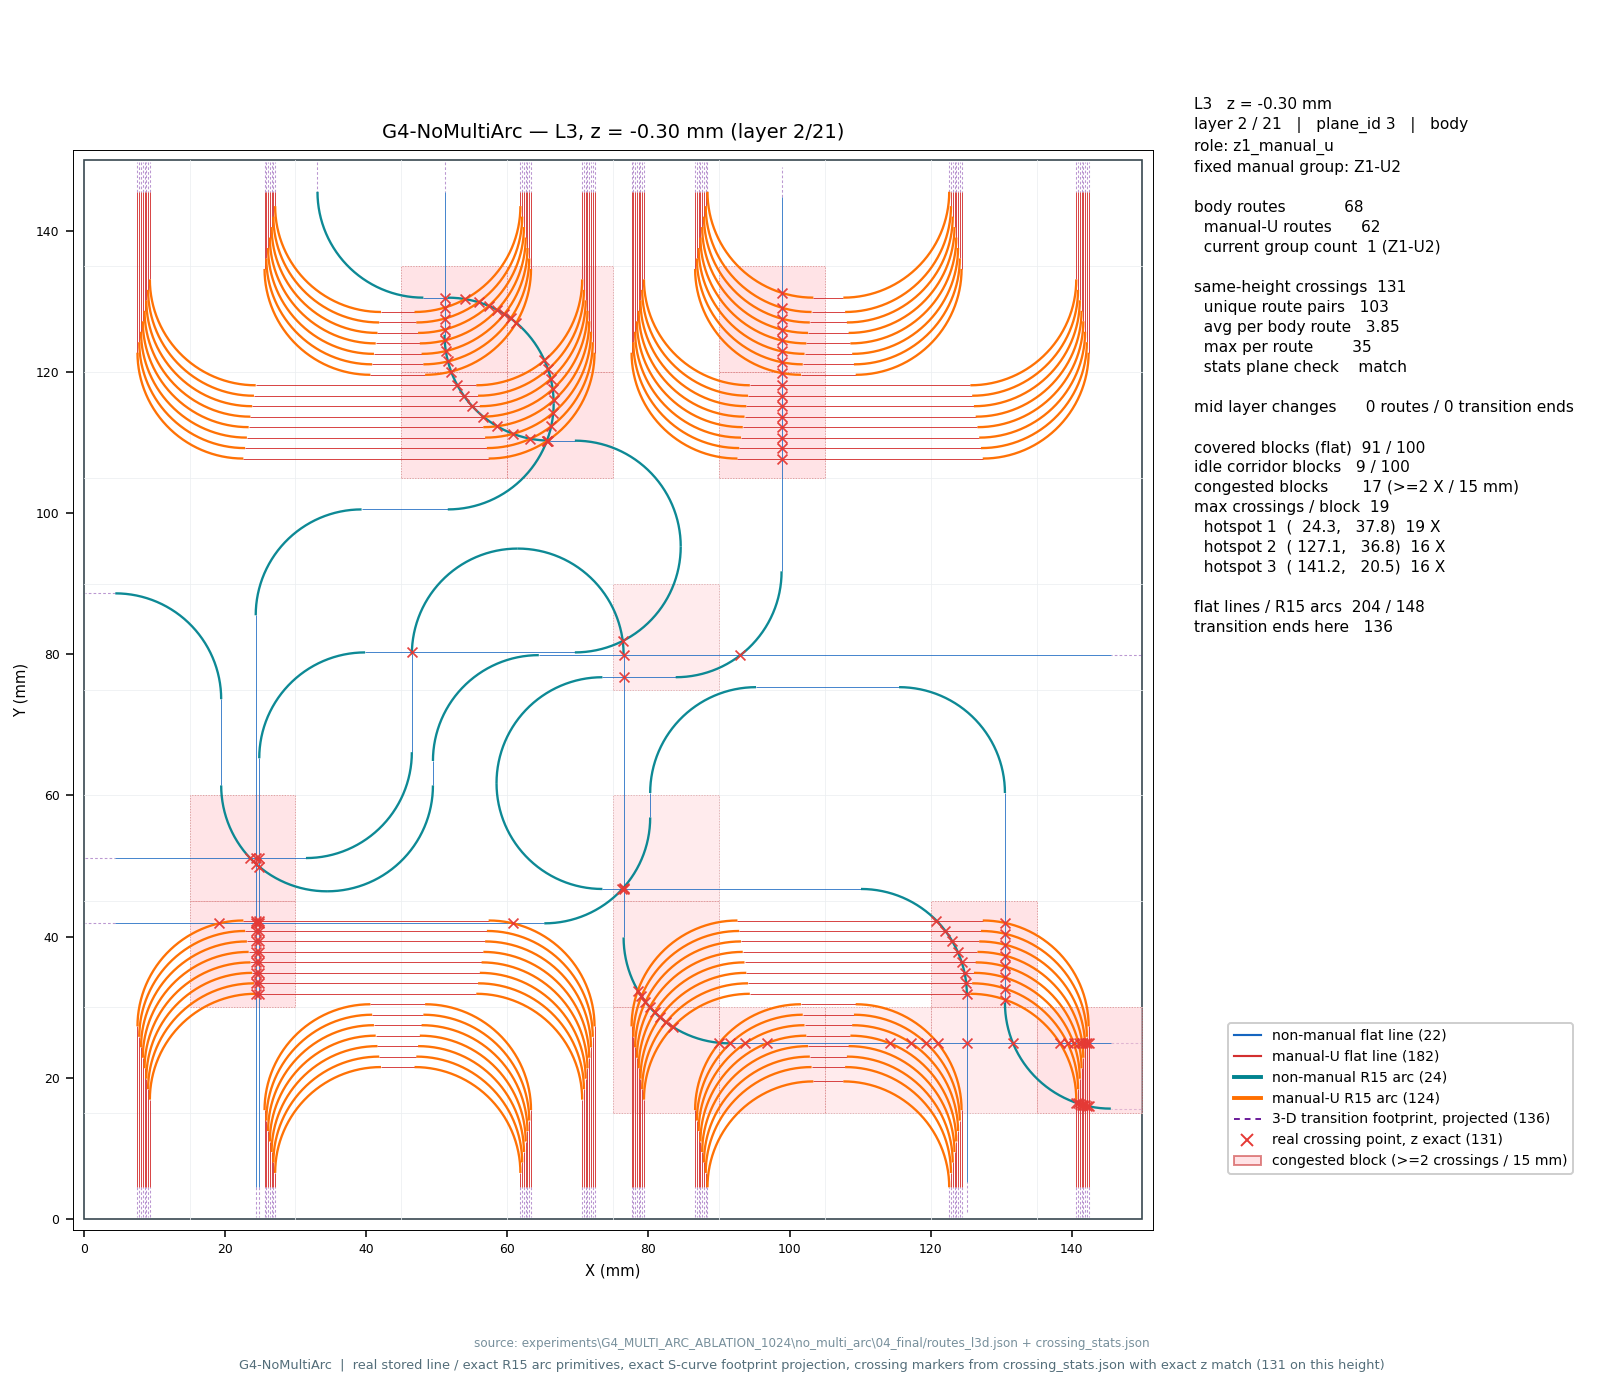 G4-NoMultiArc — L3, z = -0.30 mm (layer 2/21)
L3   z = -0.30 mm
layer 2 / 21   |   plane_id 3   |   body
role: z1_manual_u
fixed manual group: Z1-U2
body routes 68
manual-U routes 62
current group count 1 (Z1-U2)
same-height crossings 131
unique route pairs 103
avg per body route 3.85
max per route 35
stats plane check match
mid layer changes 0 routes / 0 transition ends
covered blocks (flat) 91 / 100
idle corridor blocks 9 / 100
congested blocks 17 (>=2 X / 15 mm)
max crossings / block 19
hotspot 1 ( 24.3, 37.8) 19 X
hotspot 2 ( 127.1, 36.8) 16 X
hotspot 3 ( 141.2, 20.5) 16 X
flat lines / R15 arcs 204 / 148
transition ends here 136
140
120
100
80
60
40
20
0
Y (mm)
0 20 40 60 80 100 120 140
X (mm)
non-manual flat line (22)
manual-U flat line (182)
non-manual R15 arc (24)
manual-U R15 arc (124)
3-D transition footprint, projected (136)
real crossing point, z exact (131)
congested block (>=2 crossings / 15 mm)
source: experiments\G4_MULTI_ARC_ABLATION_1024\no_multi_arc\04_final/routes_l3d.json + crossing_stats.json
G4-NoMultiArc  |  real stored line / exact R15 arc primitives, exact S-curve footprint projection, crossing markers from crossing_stats.json with exact z match (131 on this height)